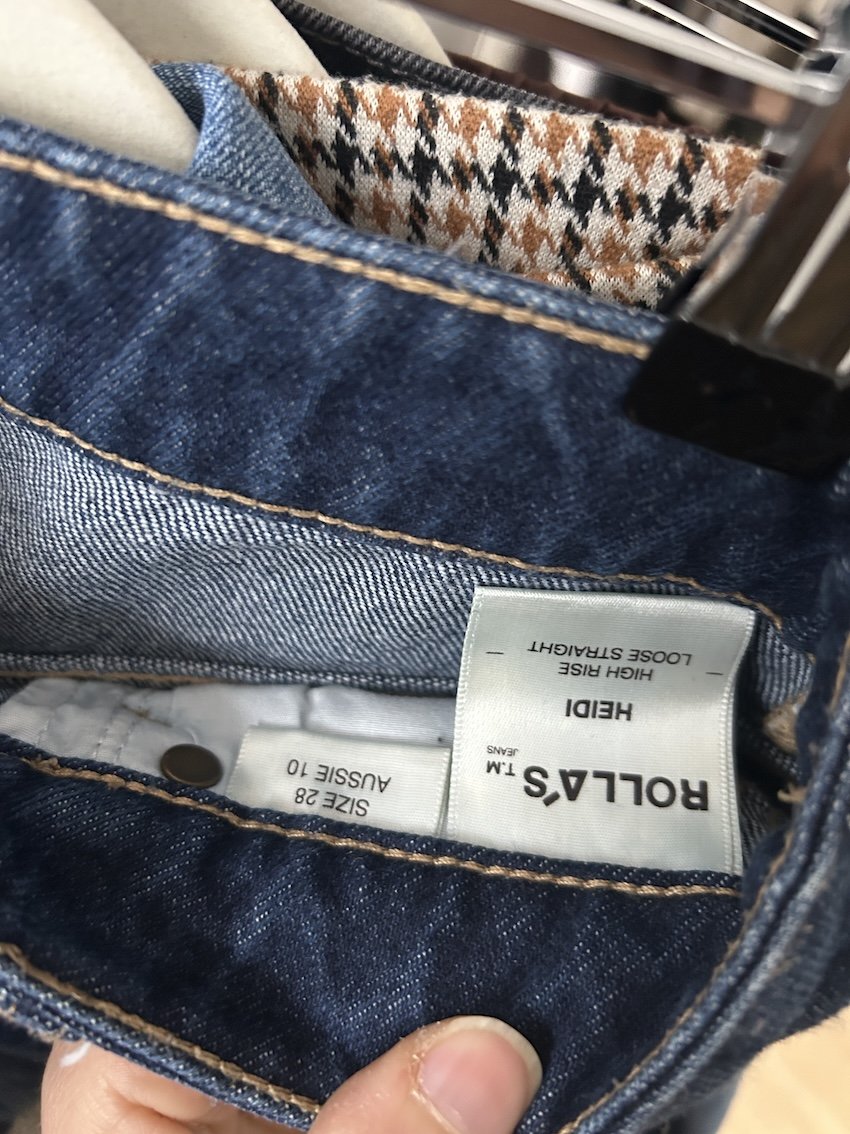 ROLLA'S T.M
JEANS
HEIDI
HIGH RISE
LOOSE STRAIGHT
SIZE 28
AUSSIE 10